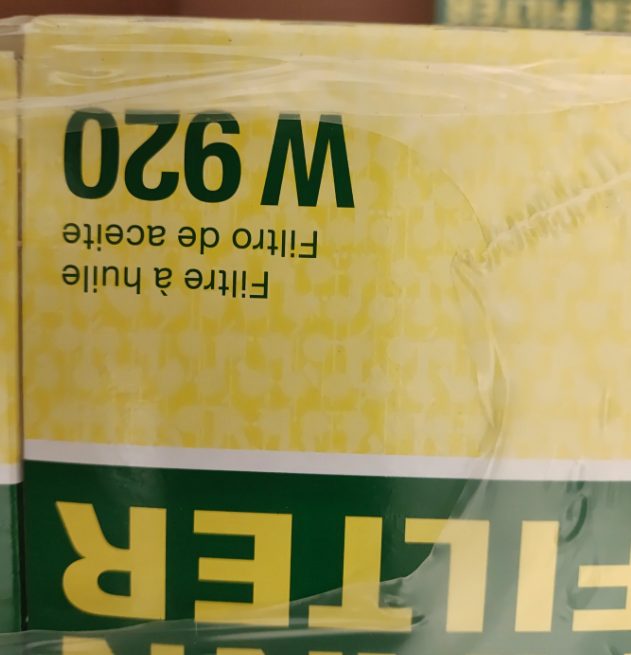 FILTER
Filtre à huile
Filtro de aceite
W 920